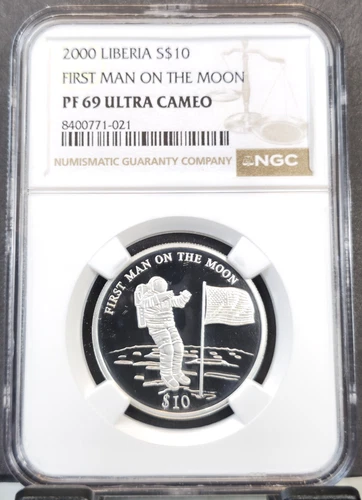 2000 LIBERIA S$10
FIRST MAN ON THE MOON
PF 69 ULTRA CAMEO
8400771-021
NUMISMATIC GUARANTY COMPANY NGC
FIRST MAN ON THE MOON
$10